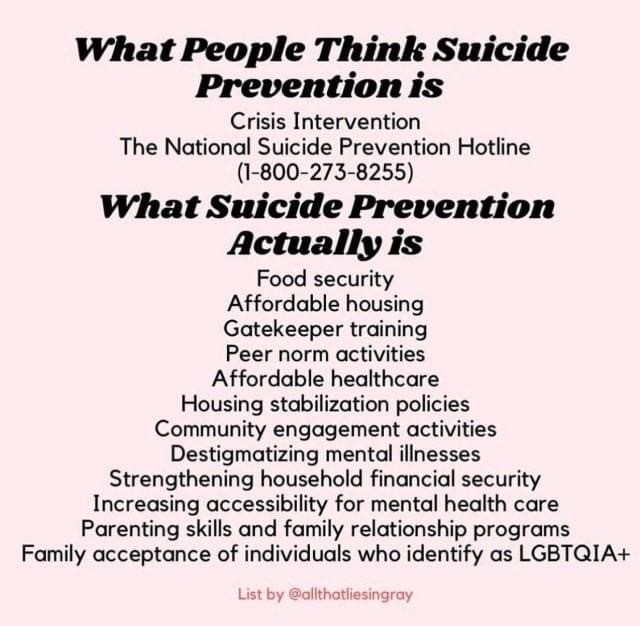 What People Think Suicide
Prevention is
Crisis Intervention
The National Suicide Prevention Hotline
(1-800-273-8255)
What Suicide Prevention
Actually is
Food security
Affordable housing
Gatekeeper training
Peer norm activities
Affordable healthcare
Housing stabilization policies
Community engagement activities
Destigmatizing mental illnesses
Strengthening household financial security
Increasing accessibility for mental health care
Parenting skills and family relationship programs
Family acceptance of individuals who identify as LGBTQIA+
List by @allthatliesingray